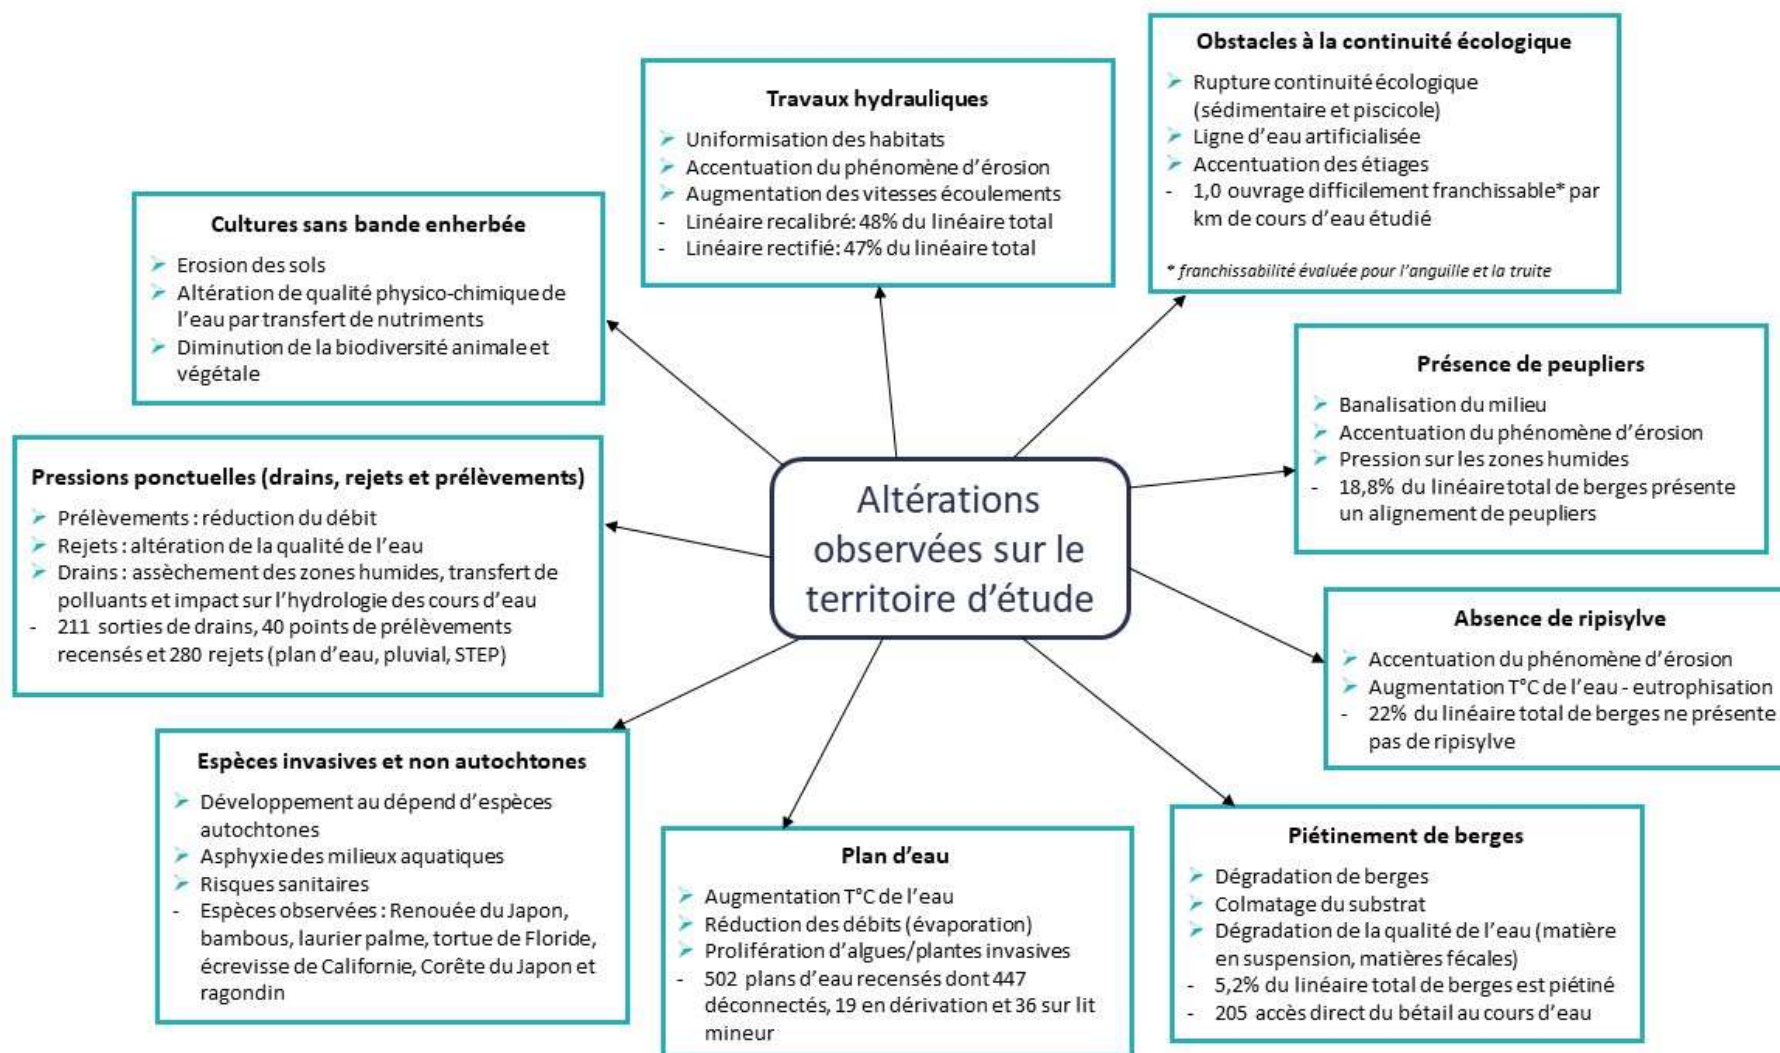 Obstacles à la continuité écologique
Rupture continuité écologique
(sédimentaire et piscicole)
Ligne d'eau artificialisée
Accentuation des étiages
- 1,0 ouvrage difficilement franchissable* par
km de cours d'eau étudié
* franchissabilité évaluée pour l'anguille et la truite
Travaux hydrauliques
Uniformisation des habitats
Accentuation du phénomène d'érosion
Augmentation des vitesses écoulements
- Linéaire recalibré: 48% du linéaire total
- Linéaire rectifié: 47% du linéaire total
Cultures sans bande enherbée
Erosion des sols
Altération de qualité physico-chimique de
l'eau par transfert de nutriments
Diminution de la biodiversité animale et
végétale
Présence de peupliers
Banalisation du milieu
Accentuation du phénomène d'érosion
Pression sur les zones humides
- 18,8% du linéaire total de berges présente
un alignement de peupliers
Pressions ponctuelles (drains, rejets et prélèvements)
Prélèvements : réduction du débit
Rejets : altération de la qualité de l'eau
Drains : assèchement des zones humides, transfert de
polluants et impact sur l'hydrologie des cours d'eau
- 211 sorties de drains, 40 points de prélèvements
recensés et 280 rejets (plan d'eau, pluvial, STEP)
Altérations
observées sur le
territoire d'étude
Absence de ripisylve
Accentuation du phénomène d'érosion
Augmentation T°C de l'eau - eutrophisation
- 22% du linéaire total de berges ne présente
pas de ripisylve
Espèces invasives et non autochtones
Développement au dépend d'espèces
autochtones
Asphyxie des milieux aquatiques
Risques sanitaires
- Espèces observées : Renouée du Japon,
bambous, laurier palme, tortue de Floride,
écrevisse de Californie, Corête du Japon et
ragondin
Plan d'eau
Augmentation T°C de l'eau
Réduction des débits (évaporation)
Prolifération d'algues/plantes invasives
- 502 plans d'eau recensés dont 447
déconnectés, 19 en dérivation et 36 sur lit
mineur
Piétinement de berges
Dégradation de berges
Colmatage du substrat
Dégradation de la qualité de l'eau (matière
en suspension, matières fécales)
- 5,2% du linéaire total de berges est piétiné
- 205 accès direct du bétail au cours d'eau